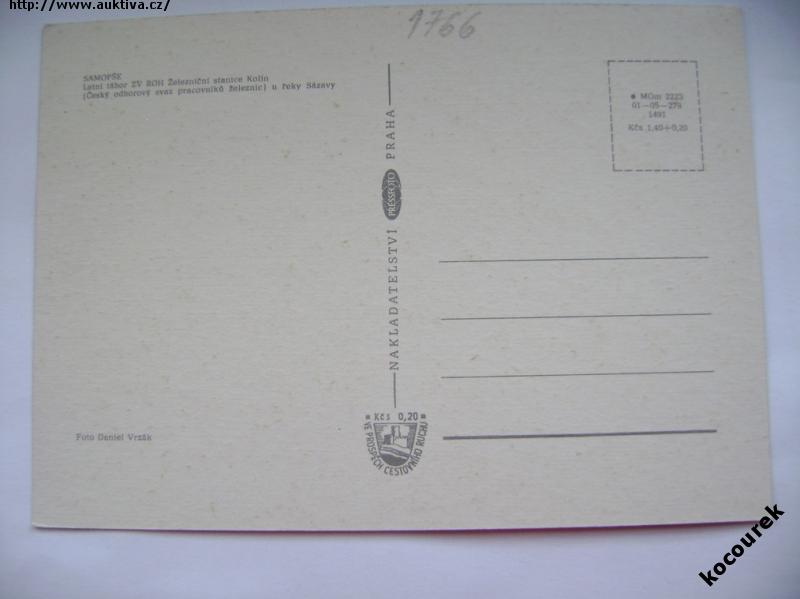 http://www.auktiva.cz/
1766
SAMOPŠE
Letní tábor ZV ROH Železniční stanice Kolín
(Český odborový svaz pracovníků železnic) u řeky Sázavy
MOm 2223
01-05-279
1491
Kčs 1,40+0,20
NAKLADATELSTVÍ PRESSFOTO PRAHA
Kčs 0,20
VE PROSPĚCH CESTOVNÍHO RUCHU
Foto Daniel Vrzák
kocourek